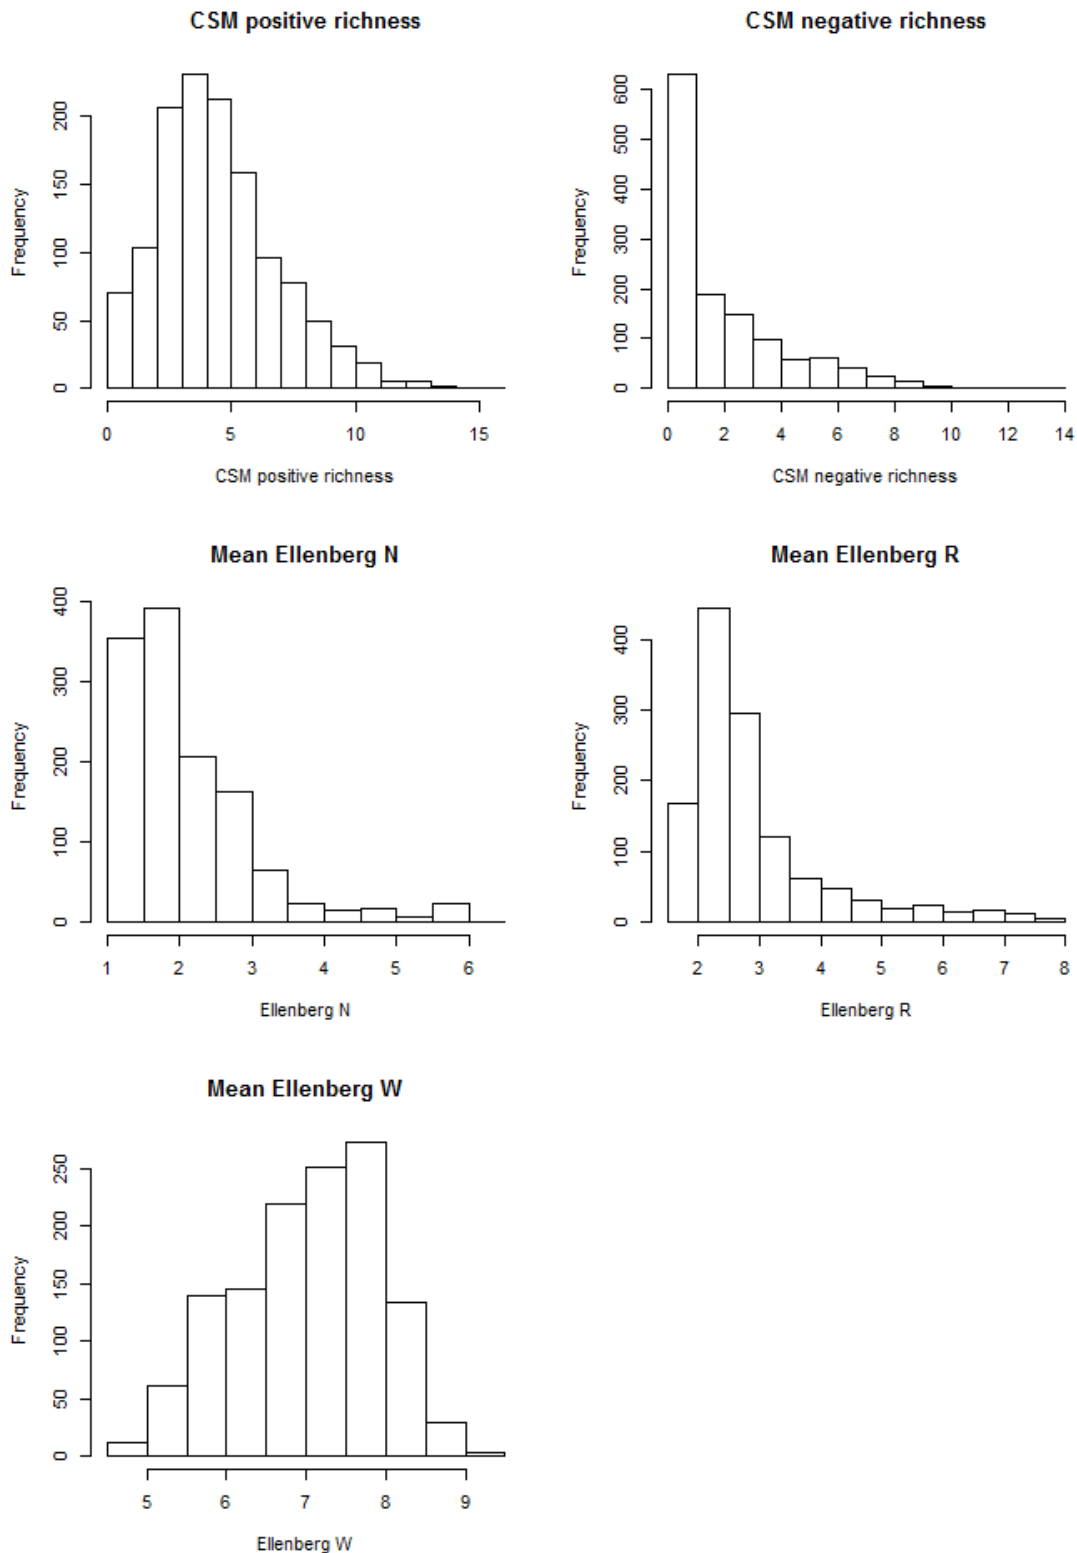 CSM positive richness
Frequency
0 50 100 150 200
0 5 10 15
CSM positive richness
CSM negative richness
Frequency
0 100 200 300 400 500 600
0 2 4 6 8 10 12 14
CSM negative richness
Mean Ellenberg N
Frequency
0 100 200 300 400
1 2 3 4 5 6
Ellenberg N
Mean Ellenberg R
Frequency
0 100 200 300 400
2 3 4 5 6 7 8
Ellenberg R
Mean Ellenberg W
Frequency
0 50 100 150 200 250
5 6 7 8 9
Ellenberg W